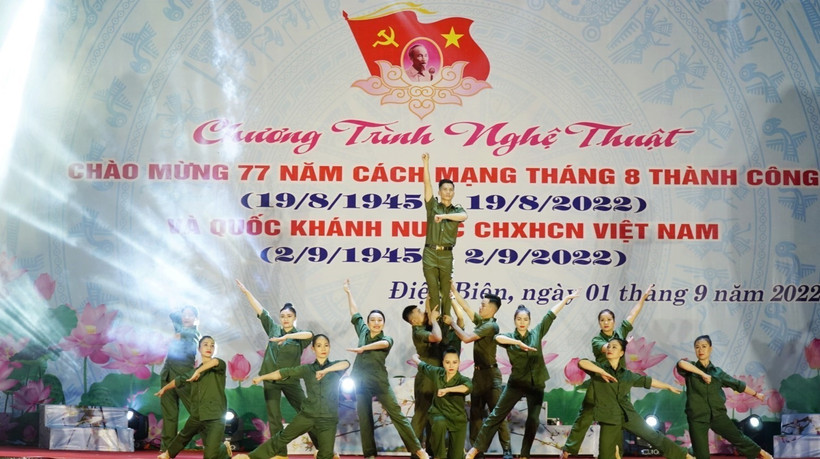 Chương Trình Nghệ Thuật
CHÀO MỪNG 77 NĂM CÁCH MẠNG THÁNG 8 THÀNH CÔNG
(19/8/1945 19/8/2022)
VÀ QUỐC KHÁNH NƯỚC CHXHCN VIỆT NAM
(2/9/1945 2/9/2022)
Điện Biên, ngày 01 tháng 9 năm 2022